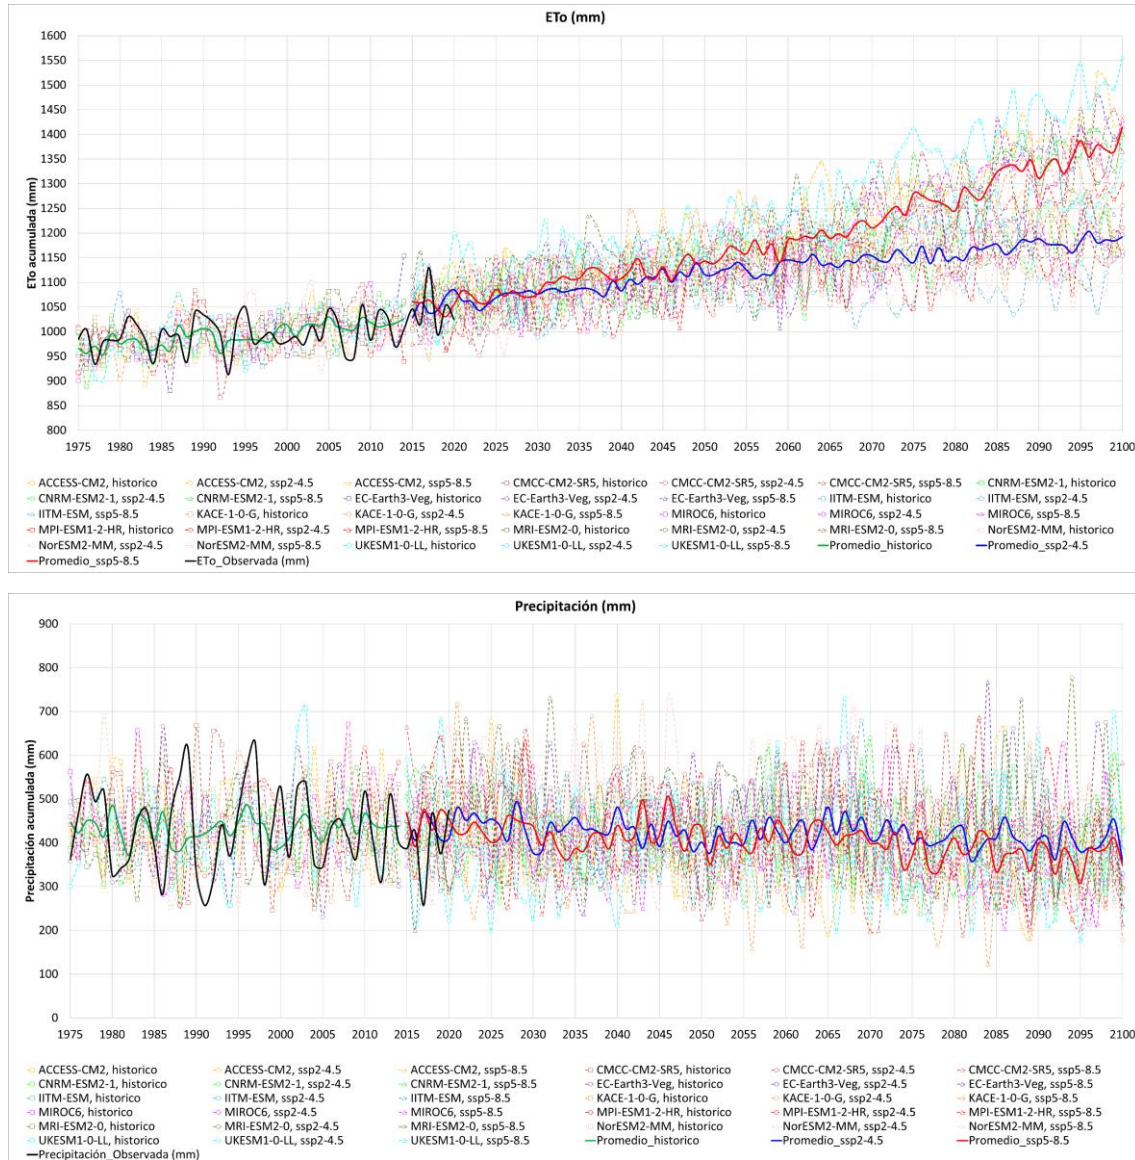 ETo (mm)
1600
1550
1500
1450
1400
1350
1300
1250
1200
1150
1100
1050
1000
950
900
850
800
ETo acumulada (mm)
1975 1980 1985 1990 1995 2000 2005 2010 2015 2020 2025 2030 2035 2040 2045 2050 2055 2060 2065 2070 2075 2080 2085 2090 2095 2100
ACCESS-CM2, historico ACCESS-CM2, ssp2-4.5 ACCESS-CM2, ssp5-8.5 CMCC-CM2-SR5, historico CMCC-CM2-SR5, ssp2-4.5 CMCC-CM2-SR5, ssp5-8.5 CNRM-ESM2-1, historico
CNRM-ESM2-1, ssp2-4.5 CNRM-ESM2-1, ssp5-8.5 EC-Earth3-Veg, historico EC-Earth3-Veg, ssp2-4.5 EC-Earth3-Veg, ssp5-8.5 IITM-ESM, historico IITM-ESM, ssp2-4.5
IITM-ESM, ssp5-8.5 KACE-1-0-G, historico KACE-1-0-G, ssp2-4.5 KACE-1-0-G, ssp5-8.5 MIROC6, historico MIROC6, ssp2-4.5 MIROC6, ssp5-8.5
MPI-ESM1-2-HR, historico MPI-ESM1-2-HR, ssp2-4.5 MPI-ESM1-2-HR, ssp5-8.5 MRI-ESM2-0, historico MRI-ESM2-0, ssp2-4.5 MRI-ESM2-0, ssp5-8.5 NorESM2-MM, historico
NorESM2-MM, ssp2-4.5 NorESM2-MM, ssp5-8.5 UKESM1-0-LL, historico UKESM1-0-LL, ssp2-4.5 UKESM1-0-LL, ssp5-8.5 Promedio_historico Promedio_ssp2-4.5
Promedio_ssp5-8.5 ETo_Observada (mm)
Precipitación (mm)
900
800
700
600
500
400
300
200
100
0
Precipitación acumulada (mm)
1975 1980 1985 1990 1995 2000 2005 2010 2015 2020 2025 2030 2035 2040 2045 2050 2055 2060 2065 2070 2075 2080 2085 2090 2095 2100
ACCESS-CM2, historico ACCESS-CM2, ssp2-4.5 ACCESS-CM2, ssp5-8.5 CMCC-CM2-SR5, historico CMCC-CM2-SR5, ssp2-4.5 CMCC-CM2-SR5, ssp5-8.5
CNRM-ESM2-1, historico CNRM-ESM2-1, ssp2-4.5 CNRM-ESM2-1, ssp5-8.5 EC-Earth3-Veg, historico EC-Earth3-Veg, ssp2-4.5 EC-Earth3-Veg, ssp5-8.5
IITM-ESM, historico IITM-ESM, ssp2-4.5 IITM-ESM, ssp5-8.5 KACE-1-0-G, historico KACE-1-0-G, ssp2-4.5 KACE-1-0-G, ssp5-8.5
MIROC6, historico MIROC6, ssp2-4.5 MIROC6, ssp5-8.5 MPI-ESM1-2-HR, historico MPI-ESM1-2-HR, ssp2-4.5 MPI-ESM1-2-HR, ssp5-8.5
MRI-ESM2-0, historico MRI-ESM2-0, ssp2-4.5 MRI-ESM2-0, ssp5-8.5 NorESM2-MM, historico NorESM2-MM, ssp2-4.5 NorESM2-MM, ssp5-8.5
UKESM1-0-LL, historico UKESM1-0-LL, ssp2-4.5 UKESM1-0-LL, ssp5-8.5 Promedio_historico Promedio_ssp2-4.5 Promedio_ssp5-8.5
Precipitación_Observada (mm)